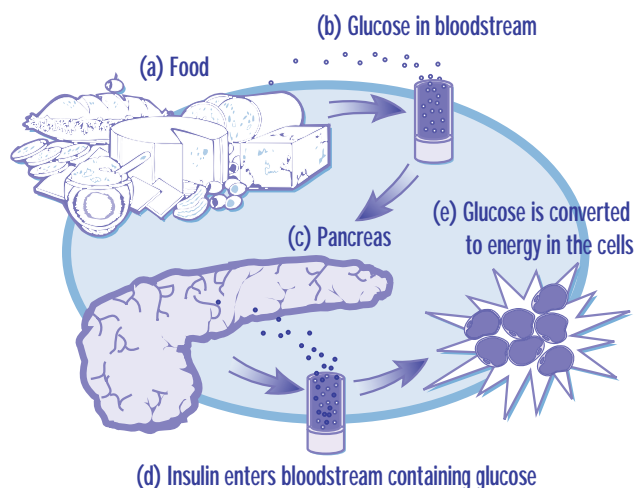 (b) Glucose in bloodstream
(a) Food
(c) Pancreas
(e) Glucose is converted
to energy in the cells
(d) Insulin enters bloodstream containing glucose